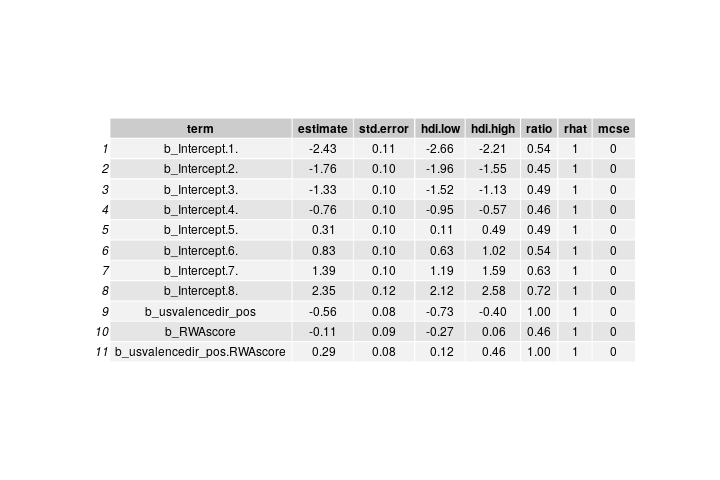 term estimate std.error hdi.low hdi.high ratio rhat mcse
1 b_Intercept.1. -2.43 0.11 -2.66 -2.21 0.54 1 0
2 b_Intercept.2. -1.76 0.10 -1.96 -1.55 0.45 1 0
3 b_Intercept.3. -1.33 0.10 -1.52 -1.13 0.49 1 0
4 b_Intercept.4. -0.76 0.10 -0.95 -0.57 0.46 1 0
5 b_Intercept.5. 0.31 0.10 0.11 0.49 0.49 1 0
6 b_Intercept.6. 0.83 0.10 0.63 1.02 0.54 1 0
7 b_Intercept.7. 1.39 0.10 1.19 1.59 0.63 1 0
8 b_Intercept.8. 2.35 0.12 2.12 2.58 0.72 1 0
9 b_usvalencedir_pos -0.56 0.08 -0.73 -0.40 1.00 1 0
10 b_RWAscore -0.11 0.09 -0.27 0.06 0.46 1 0
11 b_usvalencedir_pos.RWAscore 0.29 0.08 0.12 0.46 1.00 1 0